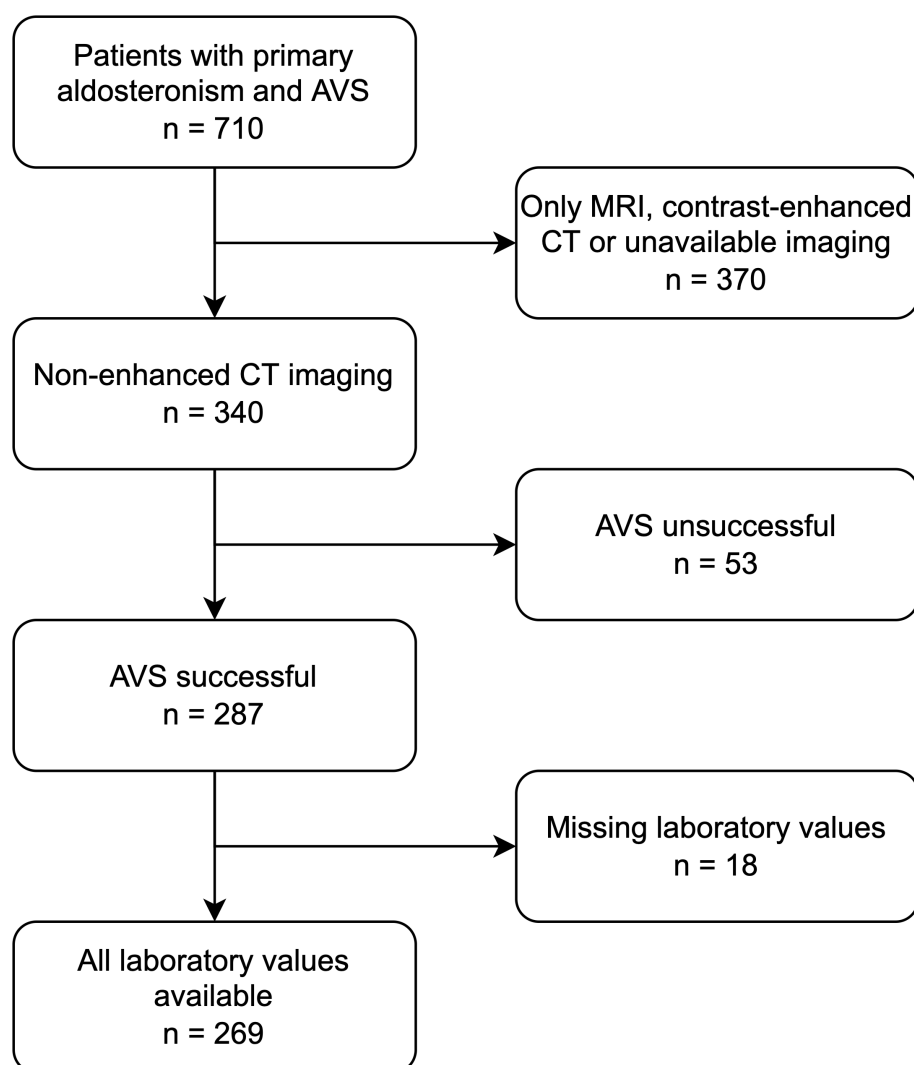 Patients with primary
aldosteronism and AVS
n = 710
Only MRI, contrast-enhanced
CT or unavailable imaging
n = 370
Non-enhanced CT imaging
n = 340
AVS unsuccessful
n = 53
AVS successful
n = 287
Missing laboratory values
n = 18
All laboratory values
available
n = 269